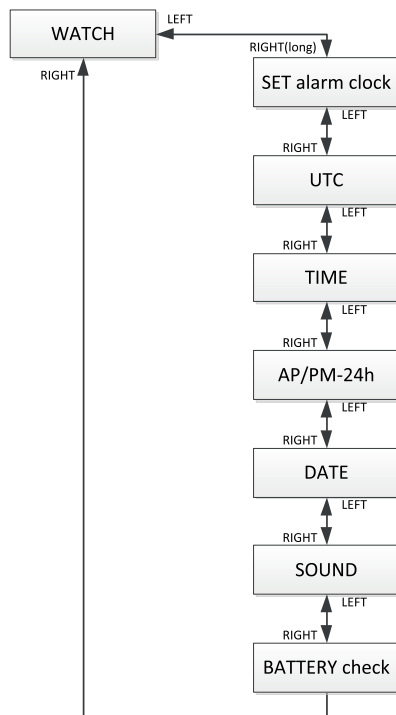 WATCH
LEFT
RIGHT
RIGHT(long)
SET alarm clock
LEFT
RIGHT
UTC
LEFT
RIGHT
TIME
LEFT
RIGHT
AP/PM-24h
LEFT
RIGHT
DATE
LEFT
RIGHT
SOUND
LEFT
RIGHT
BATTERY check